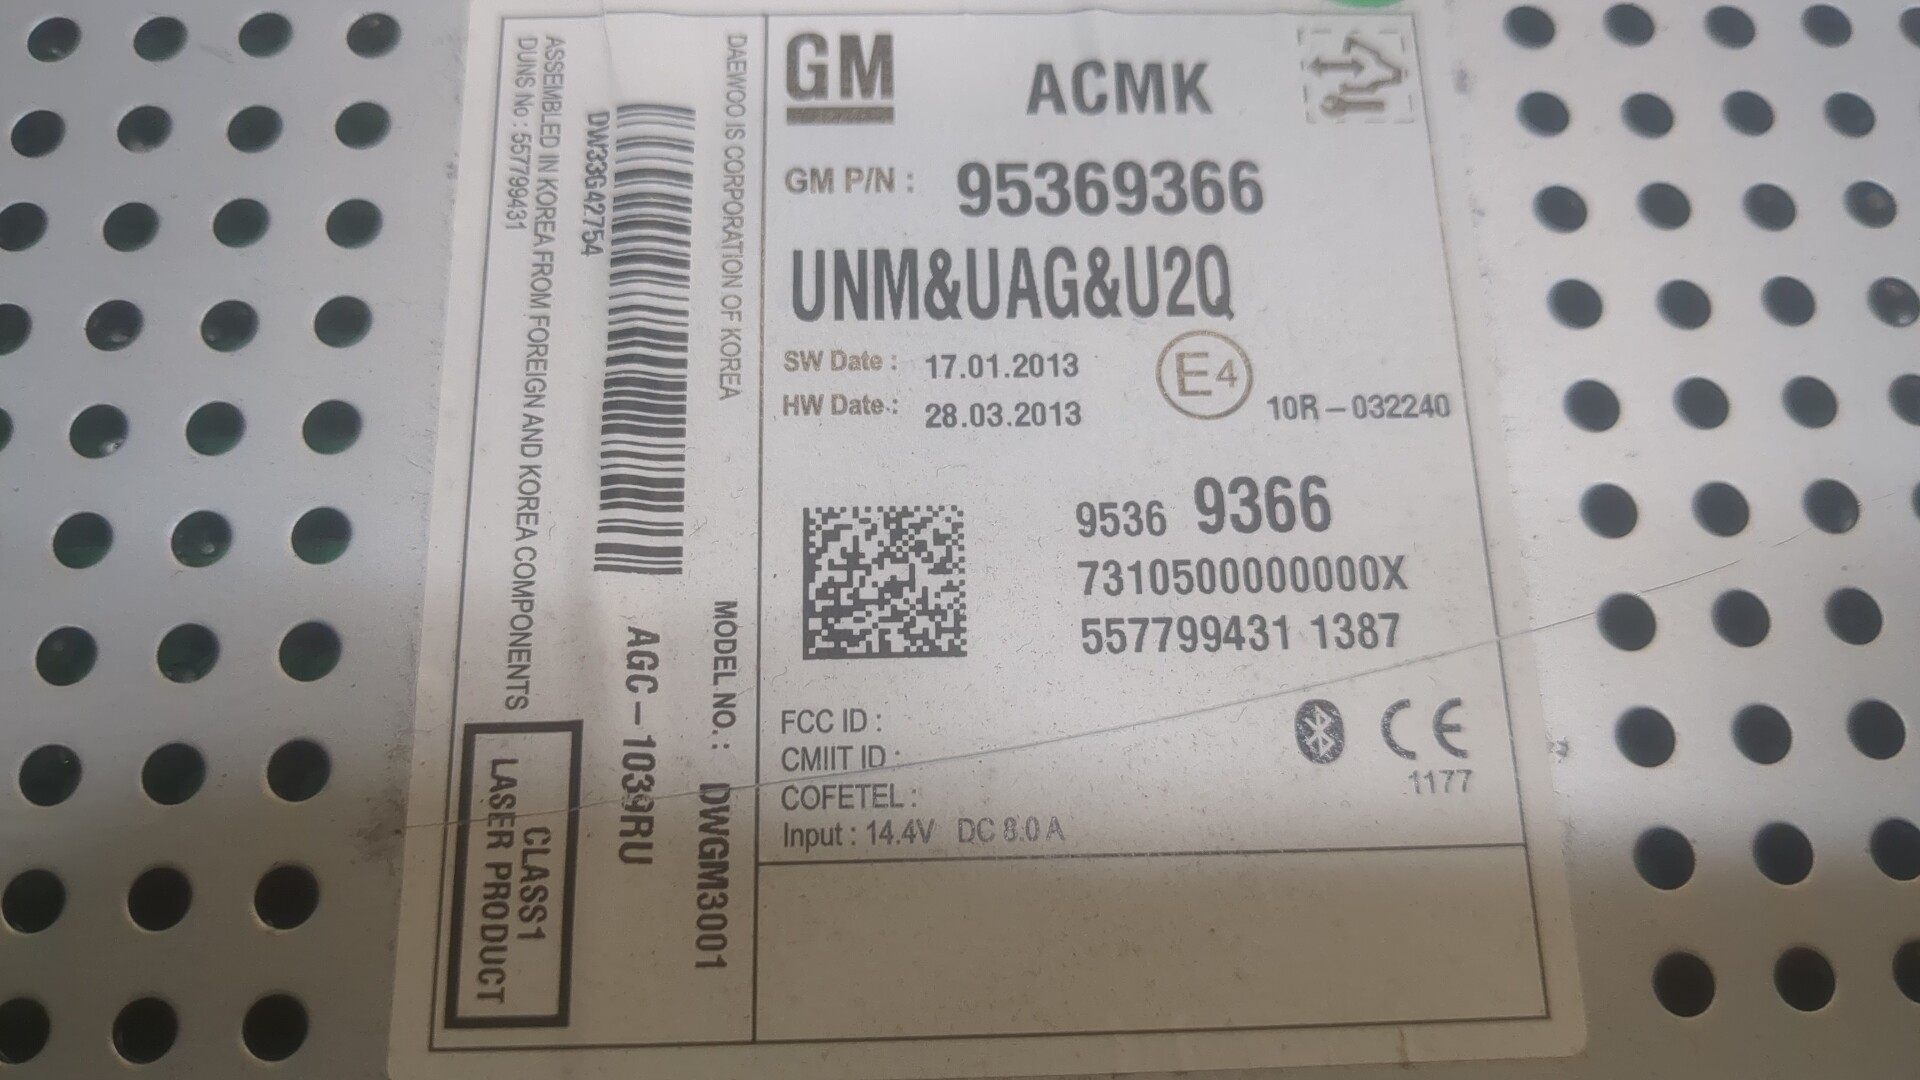 GM
ACMK
GM P/N : 95369366
UNM&UAG&U2Q
SW Date : 17.01.2013
HW Date.: 28.03.2013
E4
10R-032240
9536 9366
7310500000000X
557799431 1387
FCC ID :
CMIIT ID :
COFETEL :
Input : 14.4V DC 8.0 A
CE
1177
DAEWOO IS CORPORATION OF KOREA
MODEL NO. : DWGM3001
AGC-1039RU
DW33G42754
ASSEMBLED IN KOREA FROM FOREIGN AND KOREA COMPONENTS
DUNS No : 557799431
CLASS1
LASER PRODUCT